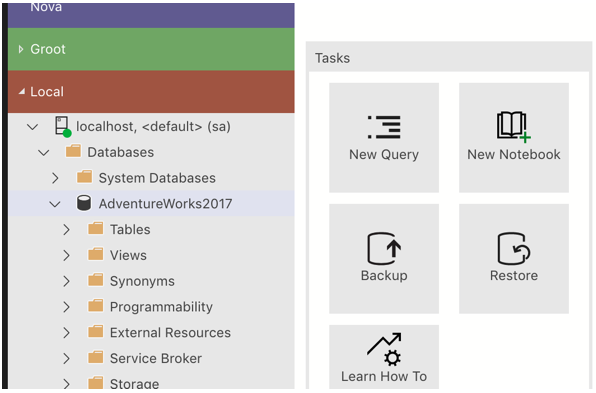 Nova
Groot
Local
localhost, <default> (sa)
Databases
System Databases
AdventureWorks2017
Tables
Views
Synonyms
Programmability
External Resources
Service Broker
Storage
Tasks
New Query
New Notebook
Backup
Restore
Learn How To